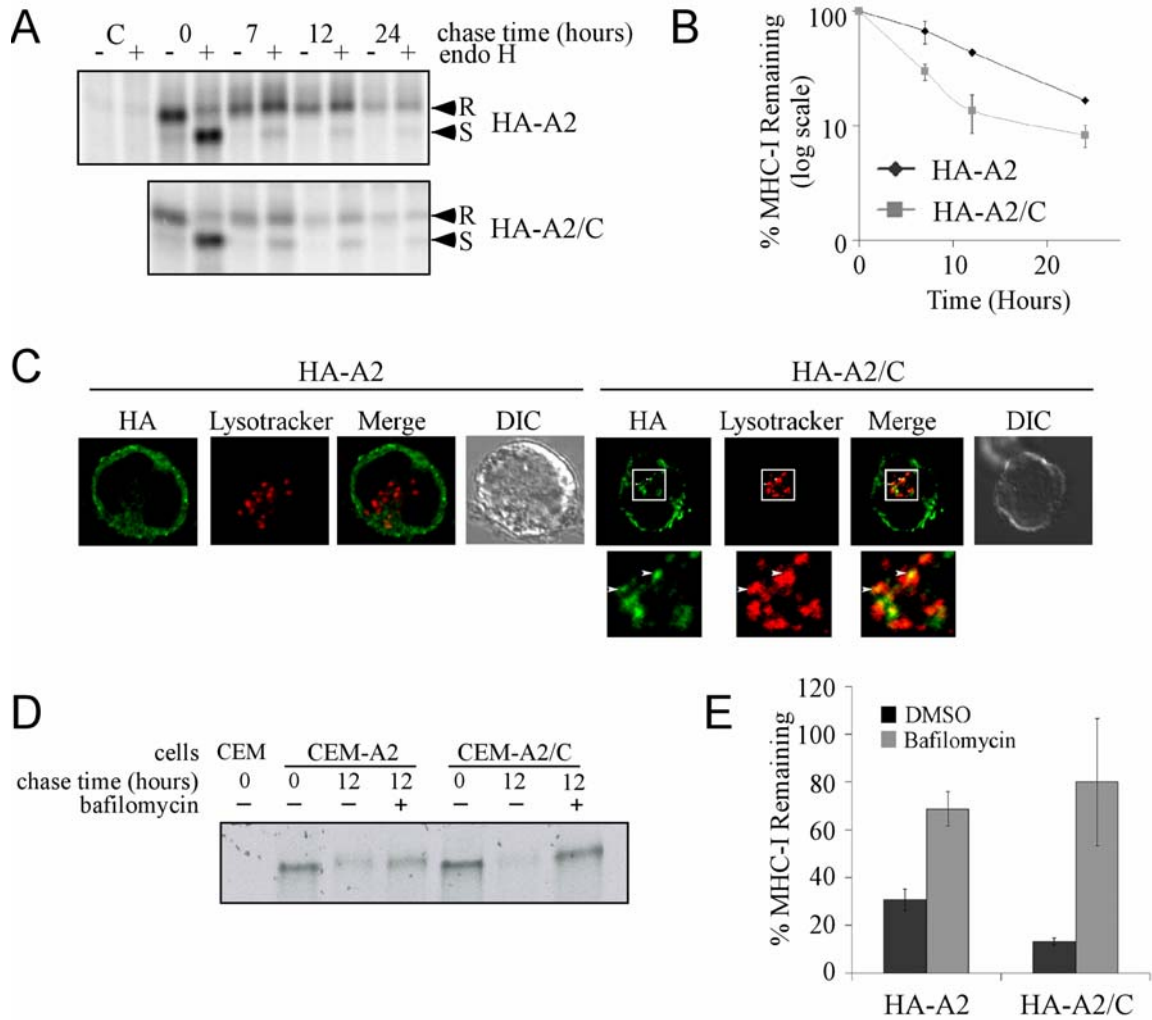 A
C 0 7 12 24 chase time (hours)
- + - + - + - + - + endo H
R
S
HA-A2
R
S
HA-A2/C
B
% MHC-I Remaining
(log scale)
100
10
0
HA-A2
HA-A2/C
0 10 20
Time (Hours)
C
HA-A2 HA-A2/C
HA Lysotracker Merge DIC HA Lysotracker Merge DIC
D
cells CEM CEM-A2 CEM-A2/C
chase time (hours) 0 0 12 12 0 12 12
bafilomycin − − − + − − +
E
% MHC-I Remaining
120
100
80
60
40
20
0
DMSO
Bafilomycin
HA-A2 HA-A2/C